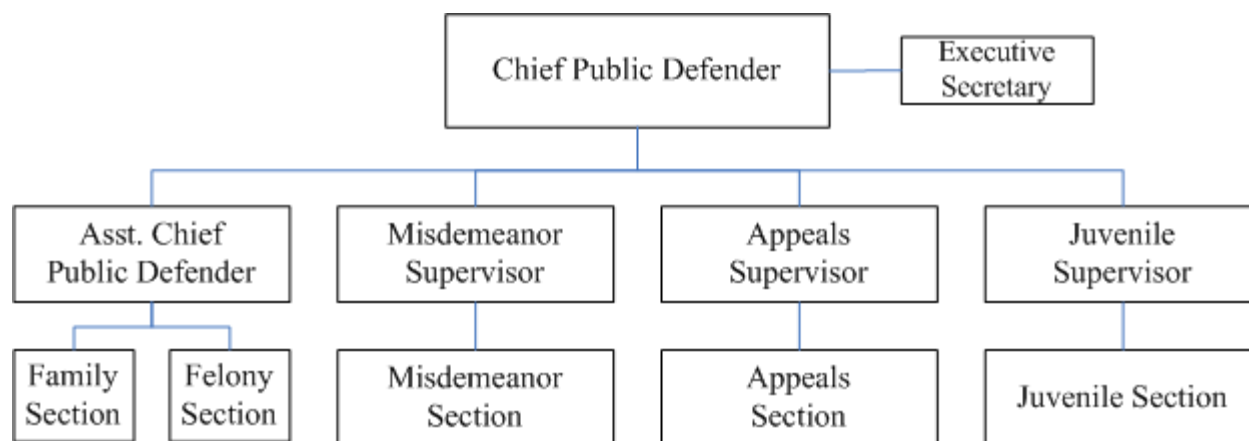 Chief Public Defender
Executive
Secretary
Asst. Chief
Public Defender
Misdemeanor
Supervisor
Appeals
Supervisor
Juvenile
Supervisor
Family
Section
Felony
Section
Misdemeanor
Section
Appeals
Section
Juvenile Section